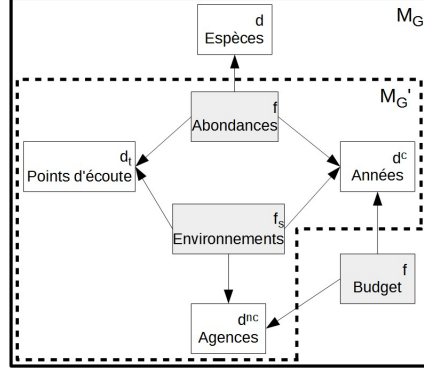 M_G
d
Espèces
M_G'
f
Abondances
d_t
Points d'écoute
d^c
Années
f_s
Environnements
f
Budget
d^nc
Agences